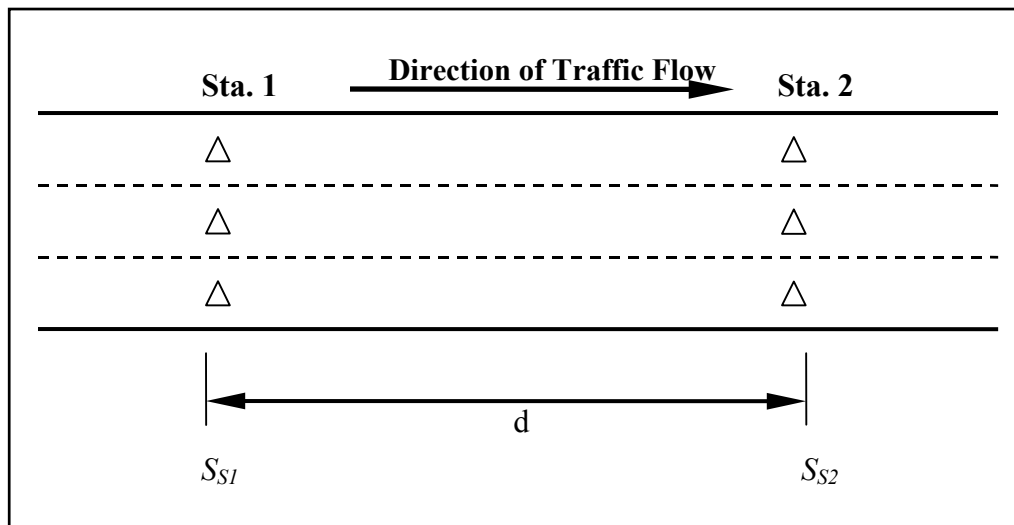 Direction of Traffic Flow
Sta. 1
Sta. 2
d
SS1
SS2